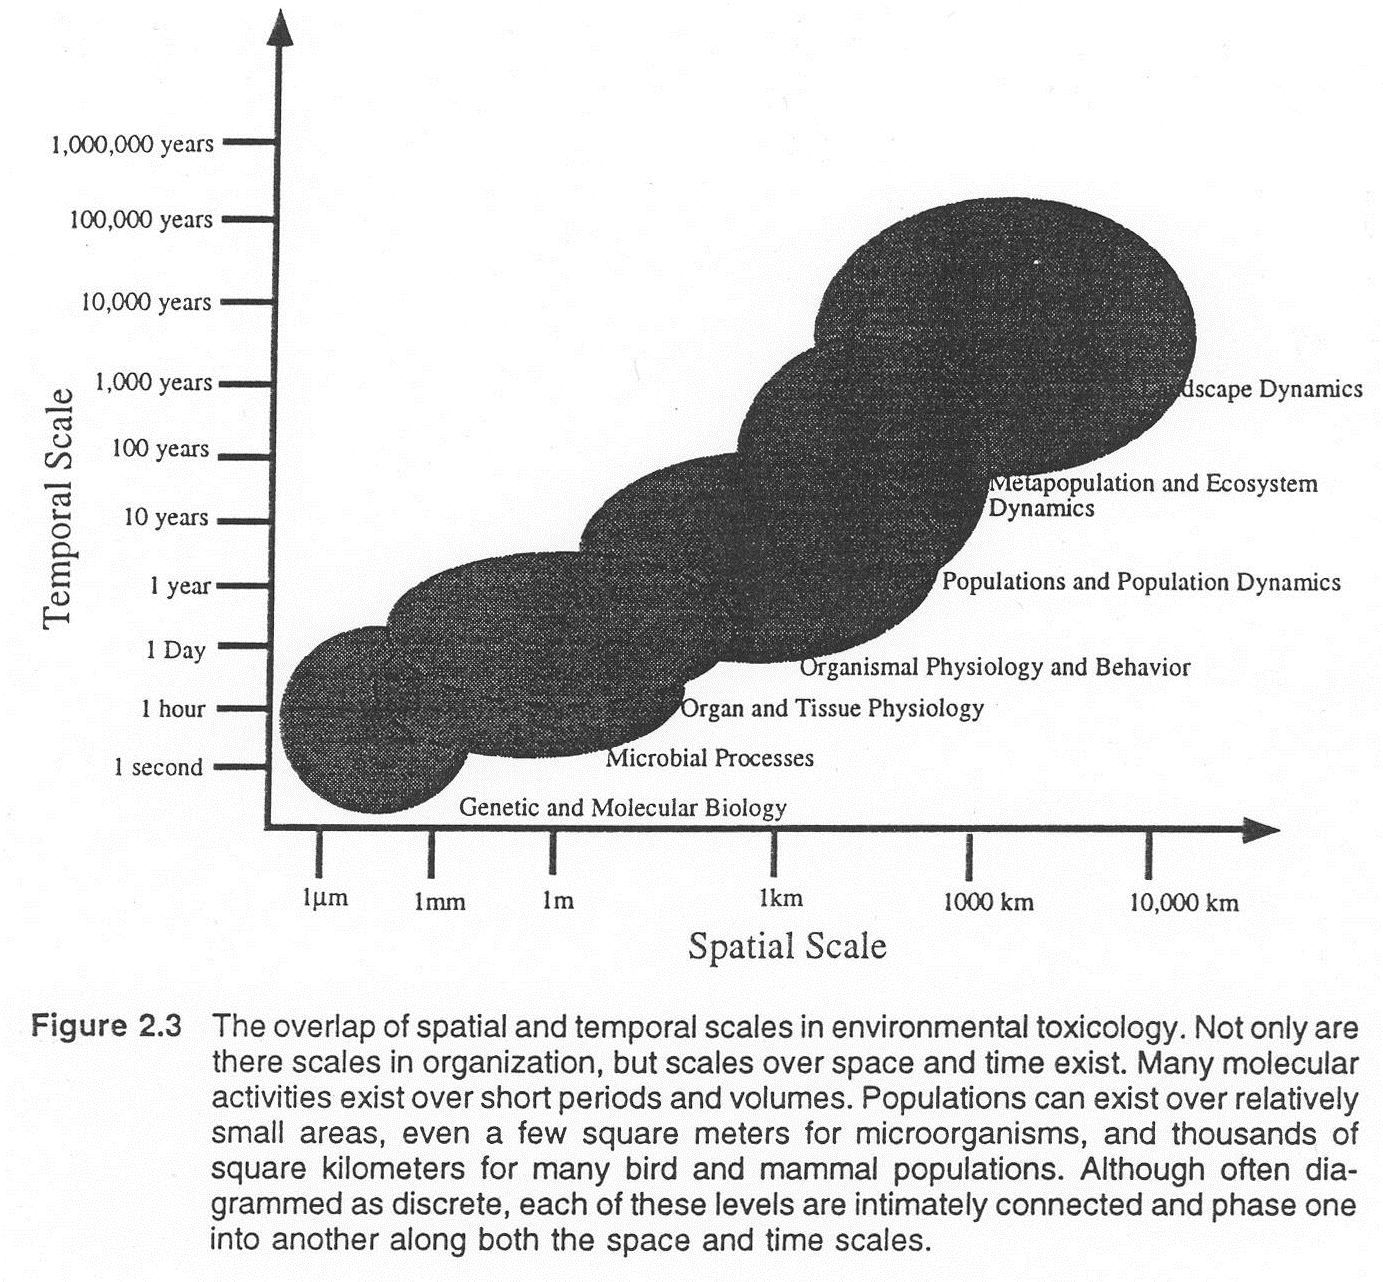 1,000,000 years
100,000 years
10,000 years
1,000 years
100 years
10 years
1 year
1 Day
1 hour
1 second
Temporal Scale
dscape Dynamics
Metapopulation and Ecosystem
Dynamics
Populations and Population Dynamics
Organismal Physiology and Behavior
Organ and Tissue Physiology
Microbial Processes
Genetic and Molecular Biology
1μm 1mm 1m 1km 1000 km 10,000 km
Spatial Scale
Figure 2.3 The overlap of spatial and temporal scales in environmental toxicology. Not only are
there scales in organization, but scales over space and time exist. Many molecular
activities exist over short periods and volumes. Populations can exist over relatively
small areas, even a few square meters for microorganisms, and thousands of
square kilometers for many bird and mammal populations. Although often dia-
grammed as discrete, each of these levels are intimately connected and phase one
into another along both the space and time scales.